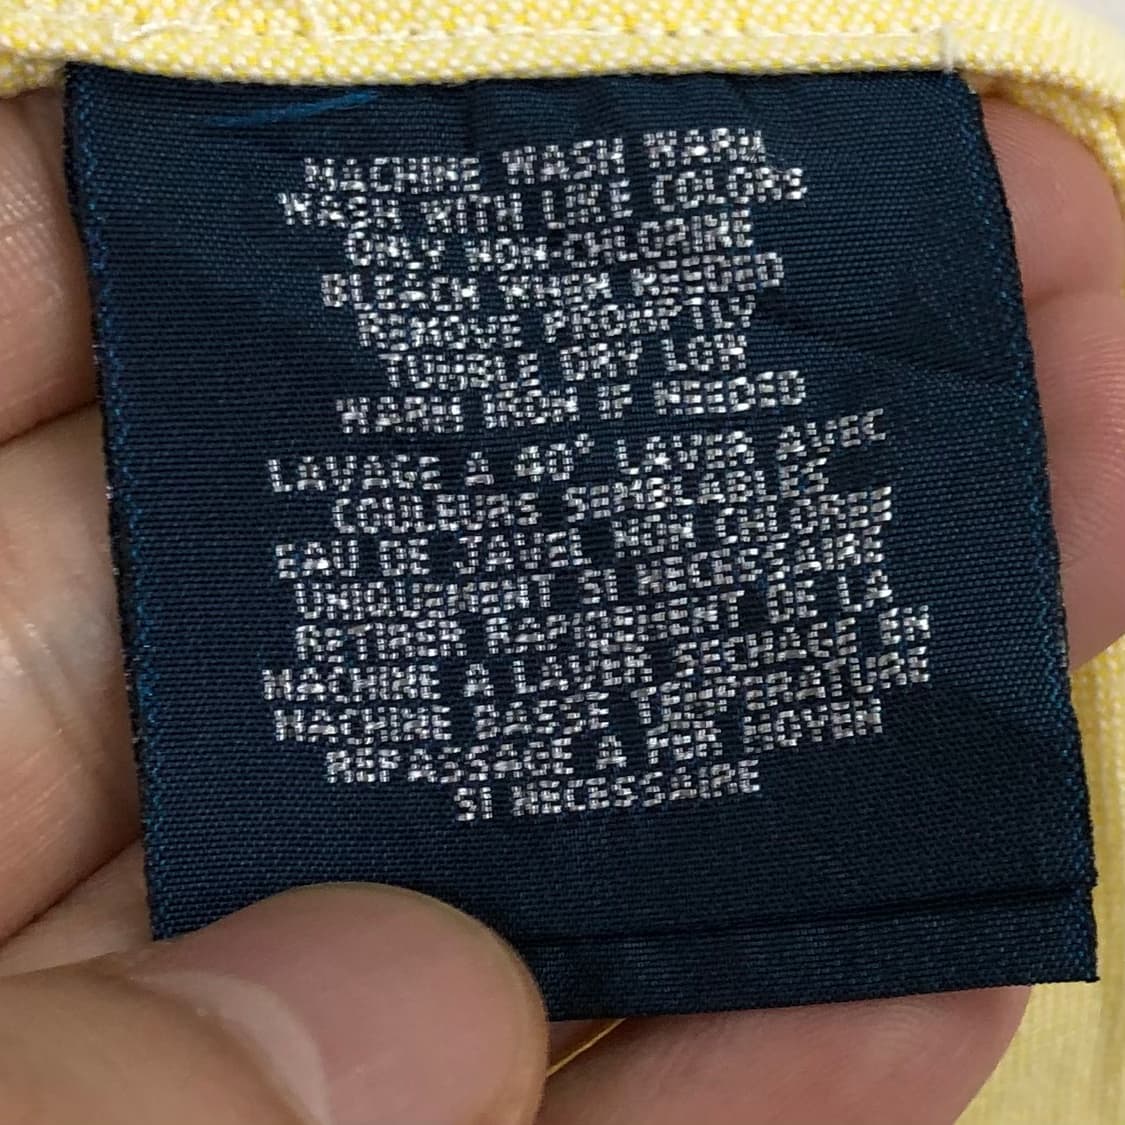 MACHINE WASH WARM
WASH WITH LIKE COLORS
ONLY NON-CHLORINE
BLEACH WHEN NEEDED
REMOVE PROMPTLY
TUMBLE DRY LOW
WARM IRON IF NEEDED
LAVAGE A 40° LAVER AVEC
COULEURS SEMBLABLES
EAU DE JAVEL NON CHLOREE
UNIQUEMENT SI NECESSAIRE
RETIRER RAPIDEMENT DE LA
MACHINE A LAVER SECHAGE EN
MACHINE BASSE TEMPERATURE
REPASSAGE A FER MOYEN
SI NECESSAIRE